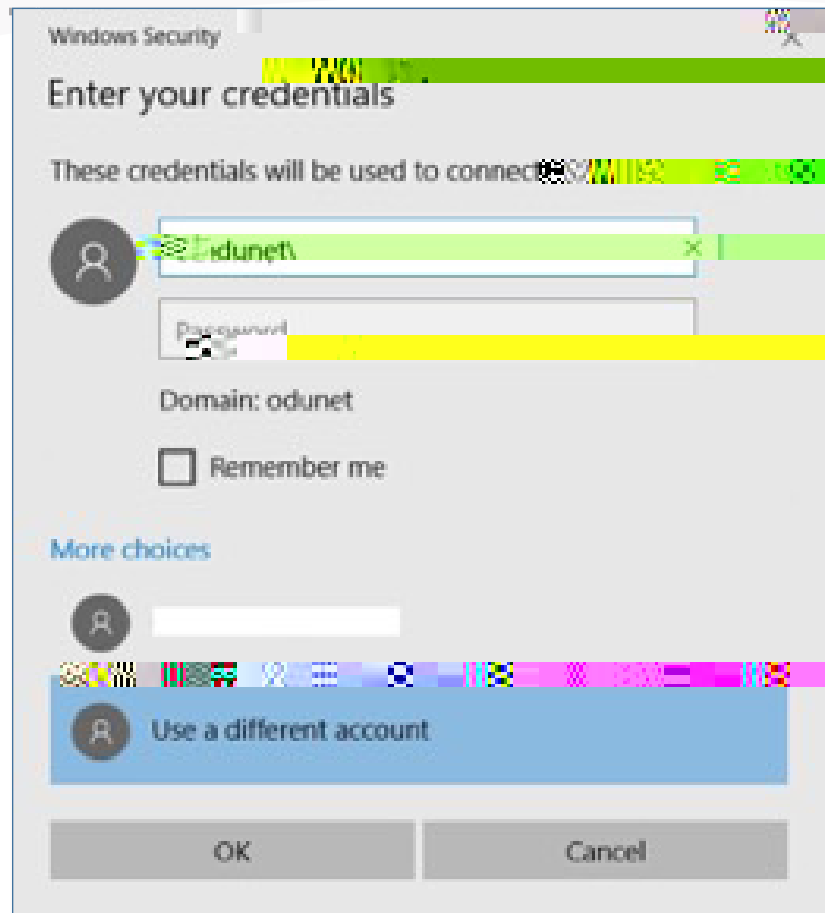 Windows Security
Enter your credentials
These credentials will be used to connect
odunet\
Password
Domain: odunet
Remember me
More choices
Use a different account
OK
Cancel